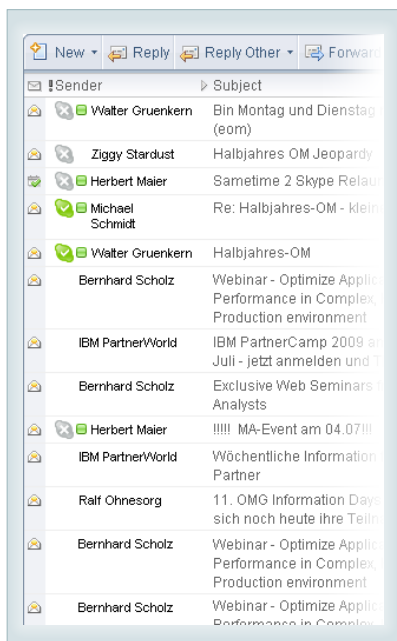 New Reply Reply Other Forward
!Sender Subject
Walter Gruenkern Bin Montag und Dienstag
(eom)
Ziggy Stardust Halbjahres OM Jeopardy
Herbert Maier Sametime 2 Skype Relau
Michael Re: Halbjahres-OM - klein
Schmidt
Walter Gruenkern Halbjahres-OM
Bernhard Scholz Webinar - Optimize Applic
Performance in Complex,
Production environment
IBM PartnerWorld IBM PartnerCamp 2009 a
Juli - jetzt anmelden und T
Bernhard Scholz Exclusive Web Seminars
Analysts
Herbert Maier !!!!! MA-Event am 04.07!!!
IBM PartnerWorld Wöchentliche Information
Partner
Ralf Ohnesorg 11. OMG Information Days
sich noch heute ihre Teiln
Bernhard Scholz Webinar - Optimize Applic
Performance in Complex,
Production environment
Bernhard Scholz Webinar - Optimize Applic
Performance in Complex